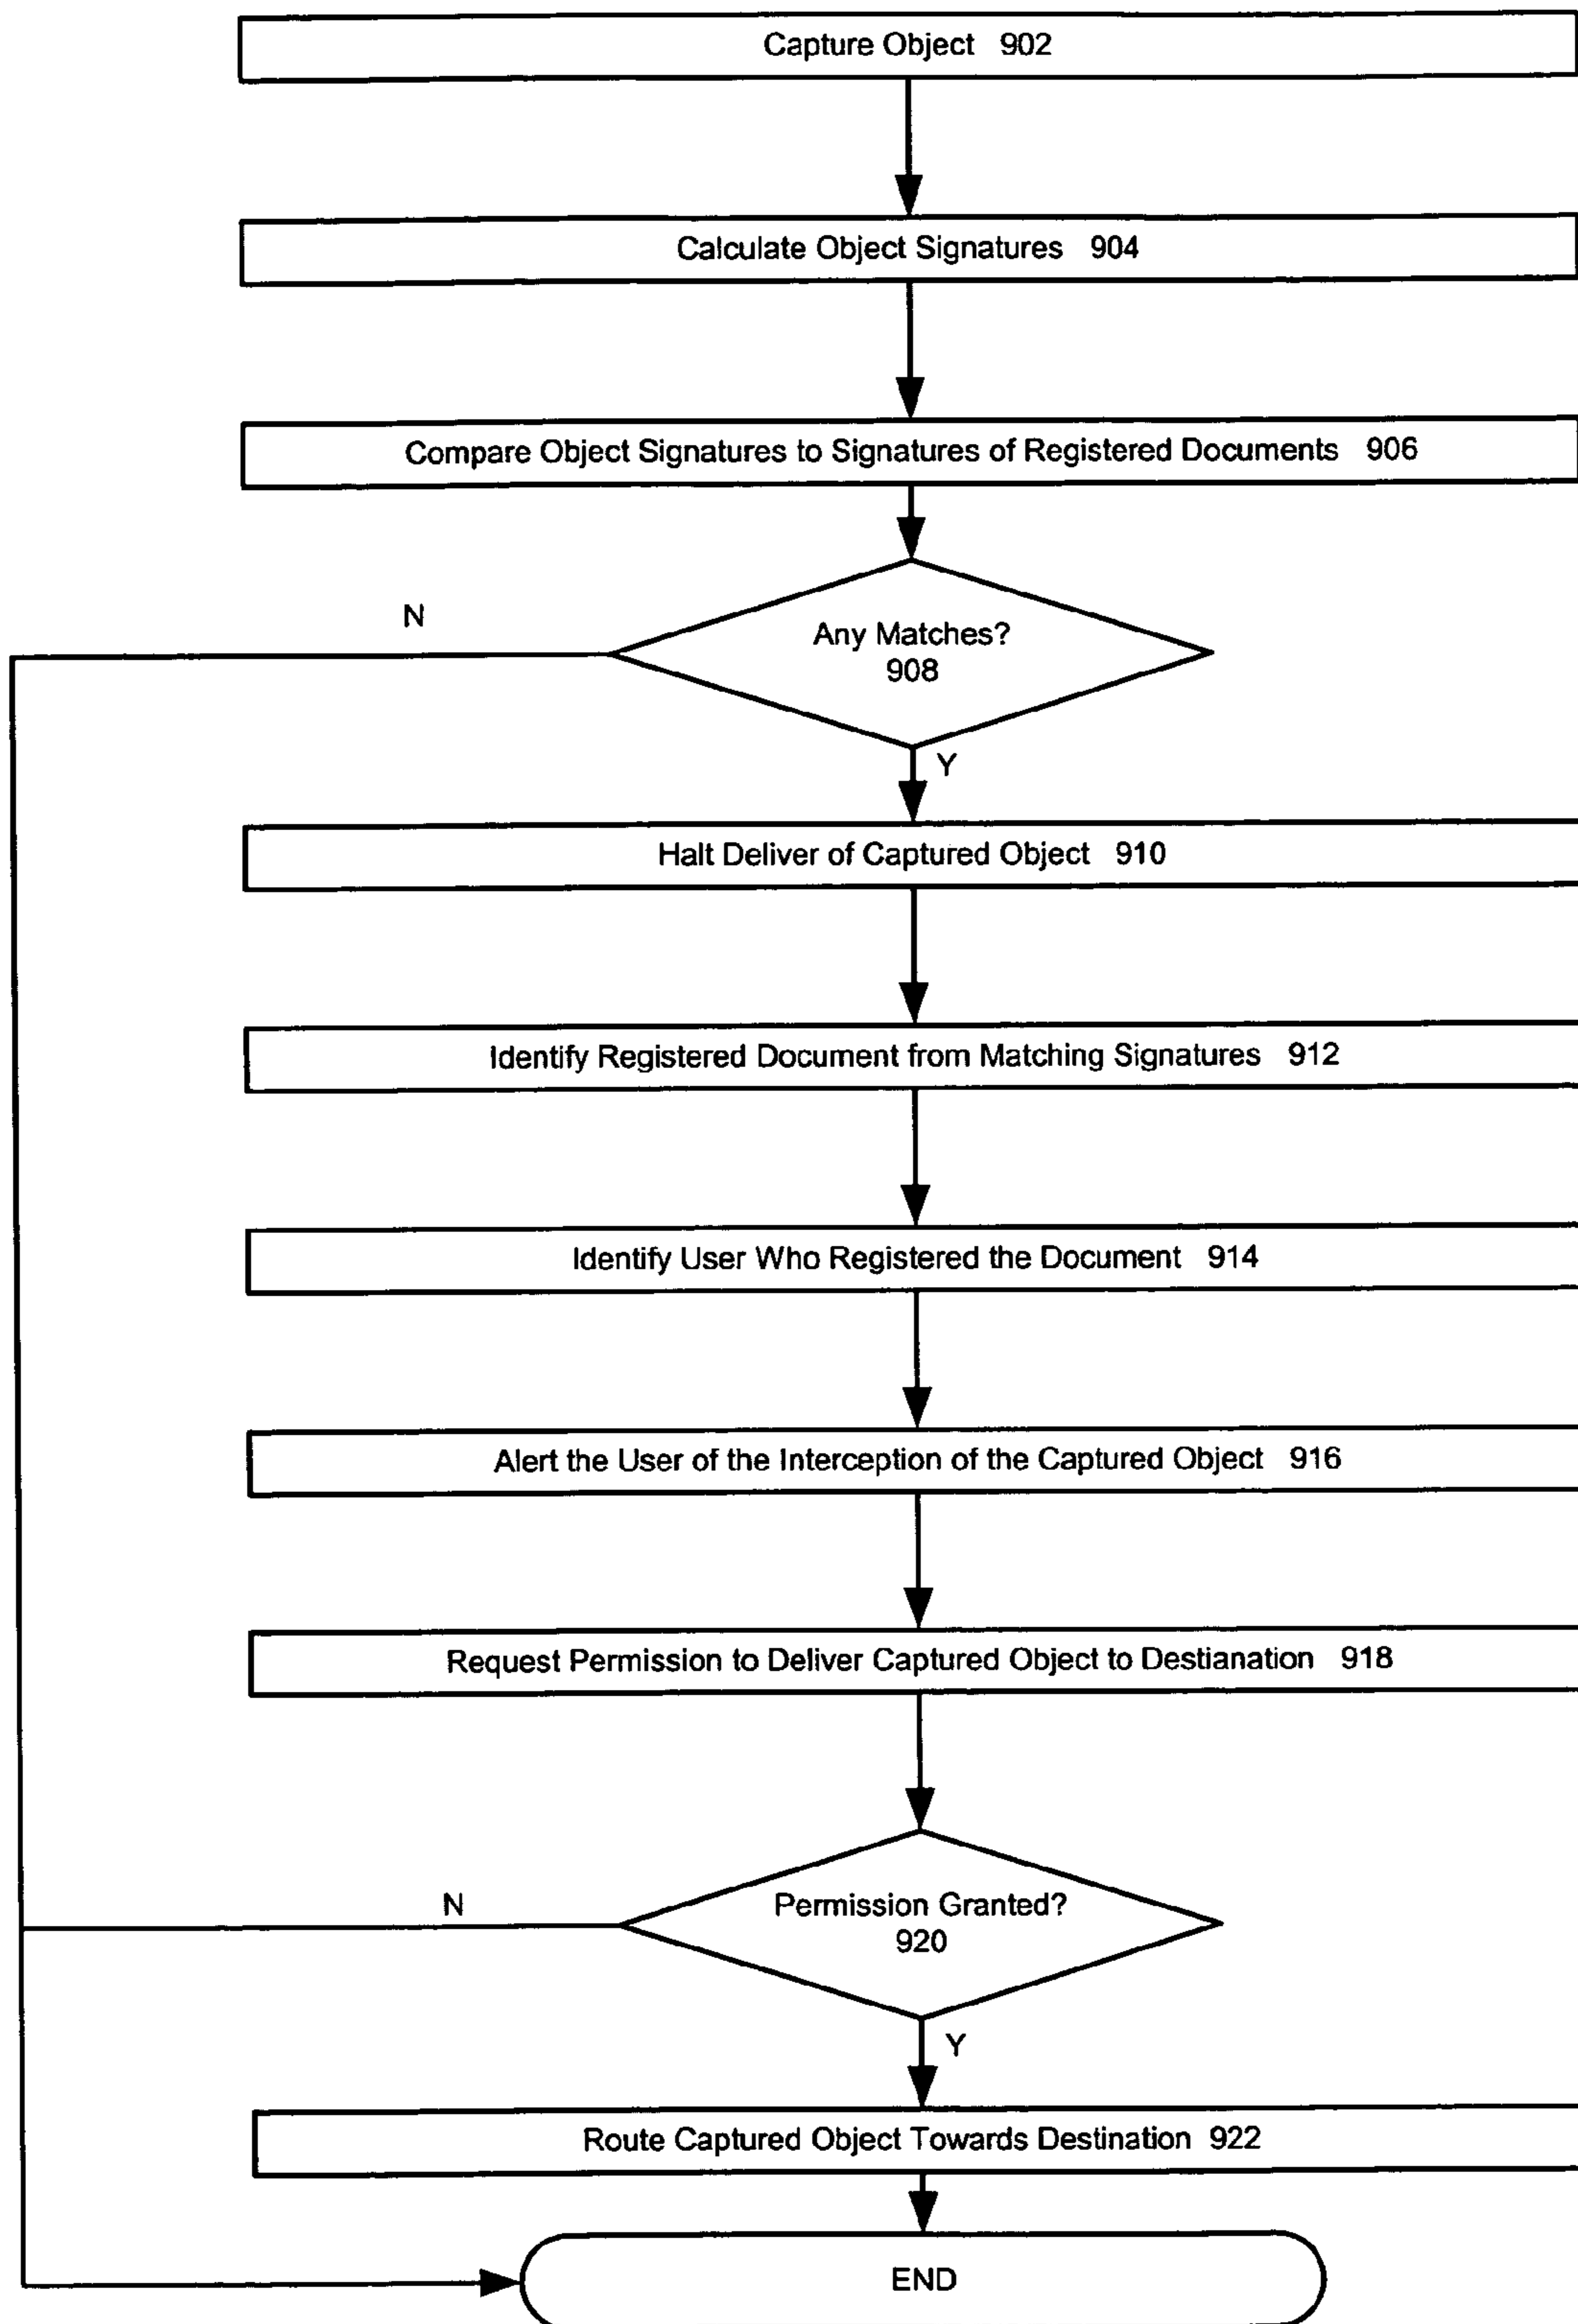 Capture Object 902
Calculate Object Signatures 904
Compare Object Signatures to Signatures of Registered Documents 906
N
Any Matches?
908
Y
Halt Deliver of Captured Object 910
Identify Registered Document from Matching Signatures 912
Identify User Who Registered the Document 914
Alert the User of the Interception of the Captured Object 916
Request Permission to Deliver Captured Object to Destianation 918
N
Permission Granted?
920
Y
Route Captured Object Towards Destination 922
END